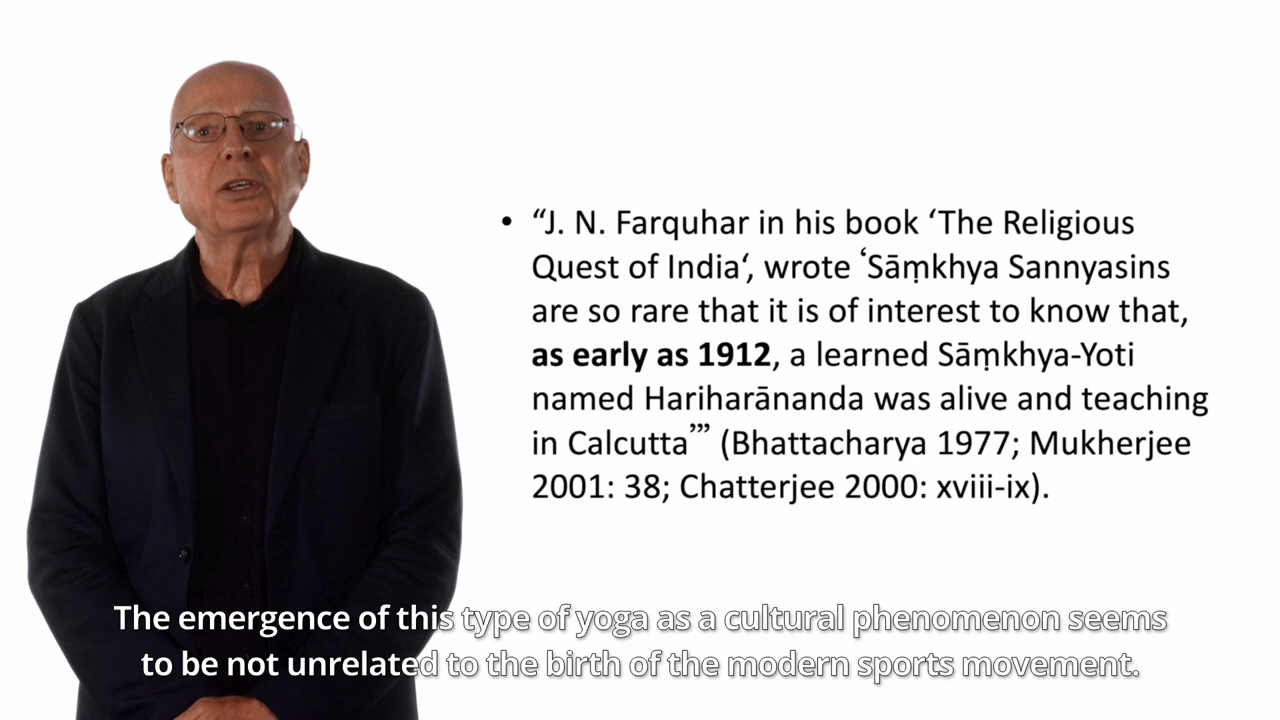 • “J. N. Farquhar in his book ‘The Religious
Quest of India‘, wrote ‘Sāṃkhya Sannyasins
are so rare that it is of interest to know that,
as early as 1912, a learned Sāṃkhya-Yoti
named Hariharānanda was alive and teaching
in Calcutta’” (Bhattacharya 1977; Mukherjee
2001: 38; Chatterjee 2000: xviii-ix).
The emergence of this type of yoga as a cultural phenomenon seems
to be not unrelated to the birth of the modern sports movement.